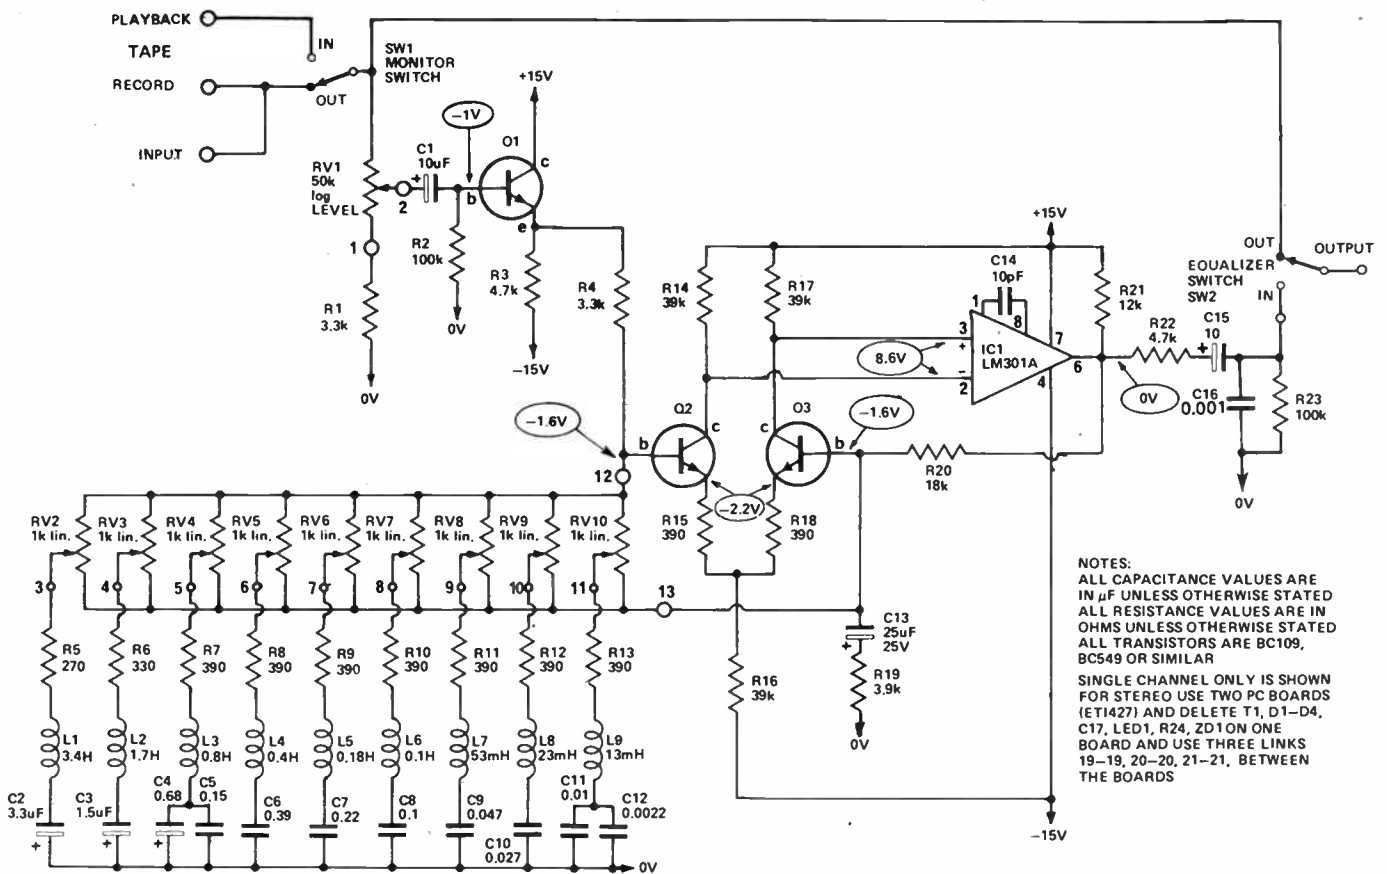 PLAYBACK
TAPE
IN
SW1
MONITOR
SWITCH
RECORD
OUT
INPUT
+15V
-1V
RV1
50k
log
LEVEL
C1
10uF
+
2
b
Q1
c
e
1
R2
100k
R3
4.7k
R4
3.3k
R1
3.3k
0V
-15V
0V
R14
39k
R17
39k
+15V
C14
10pF
1
8
3
+
IC1
LM301A
7
6
-
2
4
8.6V
R21
12k
OUT
OUTPUT
EQUALIZER
SWITCH
SW2
IN
R22
4.7k
C15
10
+
0V
C16
0.001
R23
100k
0V
-1.6V
Q2
b
c
Q3
c
b
-1.6V
R20
18k
12
-2.2V
R15
390
R18
390
RV2
1k lin.
RV3
1k lin.
RV4
1k lin.
RV5
1k lin.
RV6
1k lin.
RV7
1k lin.
RV8
1k lin.
RV9
1k lin.
RV10
1k lin.
3
4
5
6
7
8
9
10
11
13
R5
270
R6
330
R7
390
R8
390
R9
390
R10
390
R11
390
R12
390
R13
390
R16
39k
C13
25uF
25V
+
R19
3.9k
0V
L1
3.4H
L2
1.7H
L3
0.8H
L4
0.4H
L5
0.18H
L6
0.1H
L7
53mH
L8
23mH
L9
13mH
C2
3.3uF
+
C3
1.5uF
+
C4
0.68
+
C5
0.15
C6
0.39
C7
0.22
C8
0.1
C9
0.047
C10
0.027
C11
0.01
C12
0.0022
0V
-15V
NOTES:
ALL CAPACITANCE VALUES ARE
IN µF UNLESS OTHERWISE STATED
ALL RESISTANCE VALUES ARE IN
OHMS UNLESS OTHERWISE STATED
ALL TRANSISTORS ARE BC109,
BC549 OR SIMILAR
SINGLE CHANNEL ONLY IS SHOWN
FOR STEREO USE TWO PC BOARDS
(ETI427) AND DELETE T1, D1–D4,
C17, LED1, R24, ZD1 ON ONE
BOARD AND USE THREE LINKS
19–19, 20–20, 21–21, BETWEEN
THE BOARDS